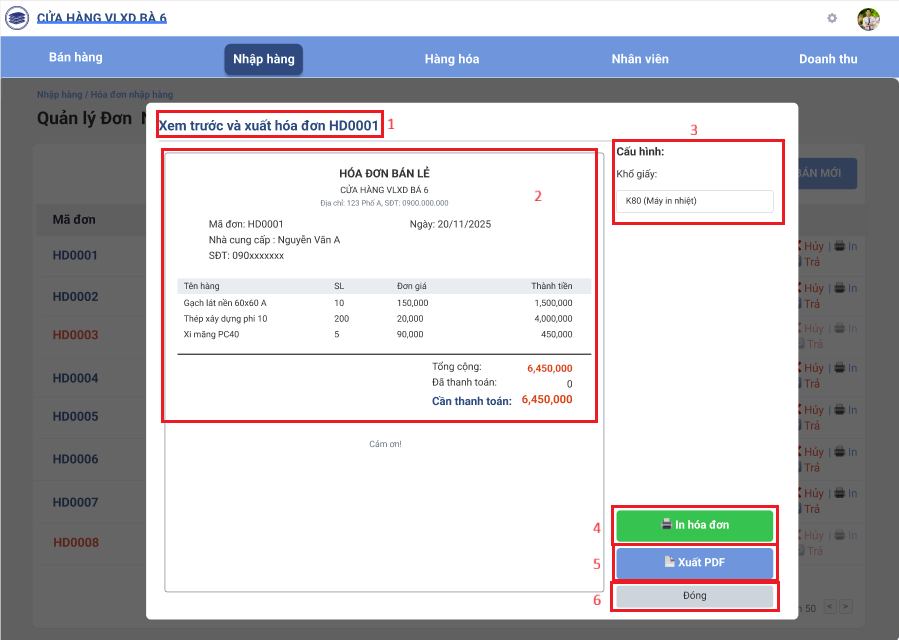 CỬA HÀNG VLXD BÀ 6
Bán hàng
Nhập hàng
Hàng hóa
Nhân viên
Doanh thu
Nhập hàng / Hóa đơn nhập hàng
Quản lý Đơn N
BÁN MỚI
Mã đơn
HD0001
Hủy | In
Trả
HD0002
Hủy | In
Trả
HD0003
Hủy | In
Trả
HD0004
Hủy | In
Trả
HD0005
Hủy | In
Trả
HD0006
Hủy | In
Trả
HD0007
Hủy | In
Trả
HD0008
Hủy | In
Trả
50 < >
Xem trước và xuất hóa đơn HD0001 1
2
HÓA ĐƠN BÁN LẺ
CỬA HÀNG VLXD BÀ 6
Địa chỉ: 123 Phố A, SĐT: 0900.000.000
Mã đơn: HD0001 Ngày: 20/11/2025
Nhà cung cấp : Nguyễn Văn A
SĐT: 090xxxxxxx
Tên hàng SL Đơn giá Thành tiền
Gạch lát nền 60x60 A 10 150,000 1,500,000
Thép xây dựng phi 10 200 20,000 4,000,000
Xi măng PC40 5 90,000 450,000
Tổng cộng: 6,450,000
Đã thanh toán: 0
Cần thanh toán: 6,450,000
Cảm ơn!
3
Cấu hình:
Khổ giấy:
K80 (Máy in nhiệt)
4 In hóa đơn
5 Xuất PDF
6 Đóng